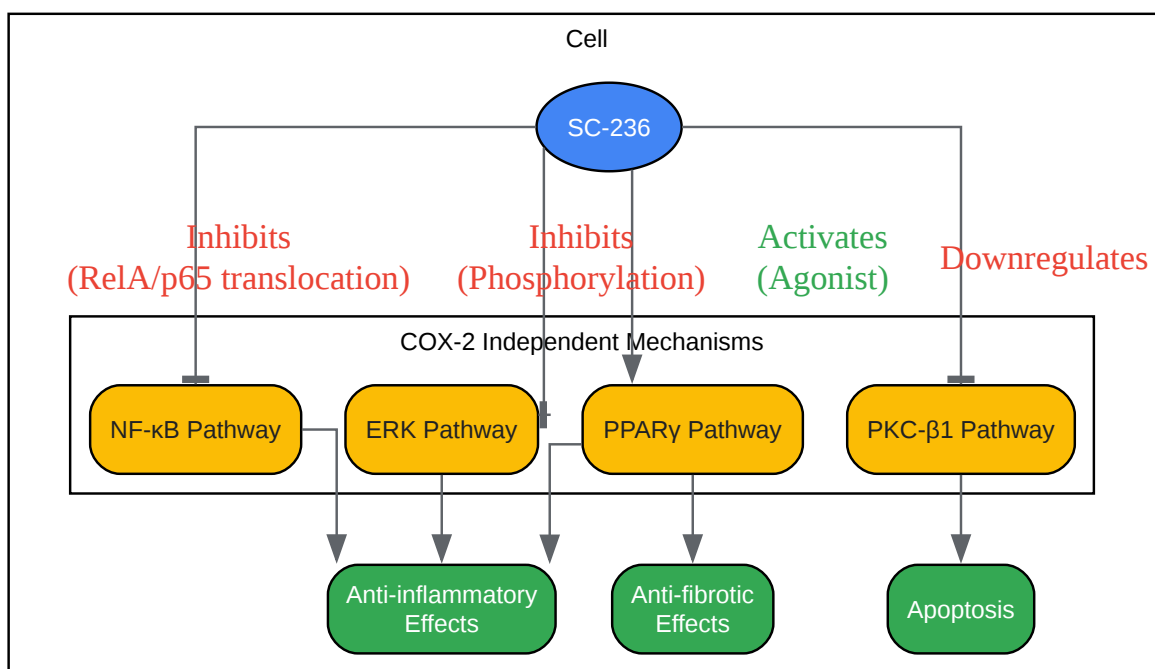 Cell
SC-236
Inhibits
(RelA/p65 translocation)
Inhibits
(Phosphorylation)
Activates
(Agonist)
Downregulates
COX-2 Independent Mechanisms
NF-κB Pathway
ERK Pathway
PPARγ Pathway
PKC-β1 Pathway
Anti-inflammatory
Effects
Anti-fibrotic
Effects
Apoptosis